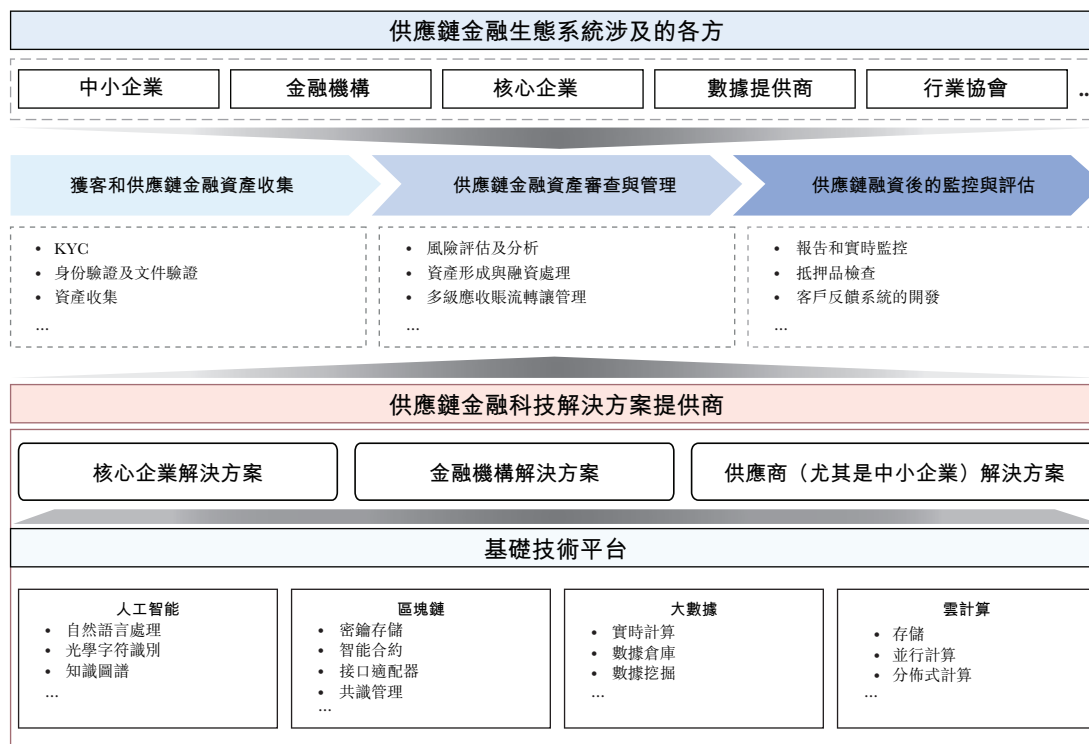 供應鏈金融生態系統涉及的各方
中小企業
金融機構
核心企業
數據提供商
行業協會
...
獲客和供應鏈金融資產收集
供應鏈金融資產審查與管理
供應鏈融資後的監控與評估
• KYC
• 身份驗證及文件驗證
• 資產收集
...
• 風險評估及分析
• 資產形成與融資處理
• 多級應收賬流轉讓管理
...
• 報告和實時監控
• 抵押品檢查
• 客戶反饋系統的開發
...
供應鏈金融科技解決方案提供商
核心企業解決方案
金融機構解決方案
供應商（尤其是中小企業）解決方案
基礎技術平台
人工智能
• 自然語言處理
• 光學字符識別
• 知識圖譜
...
區塊鏈
• 密鑰存儲
• 智能合約
• 接口適配器
• 共識管理
...
大數據
• 實時計算
• 數據倉庫
• 數據挖掘
...
雲計算
• 存儲
• 並行計算
• 分佈式計算
...